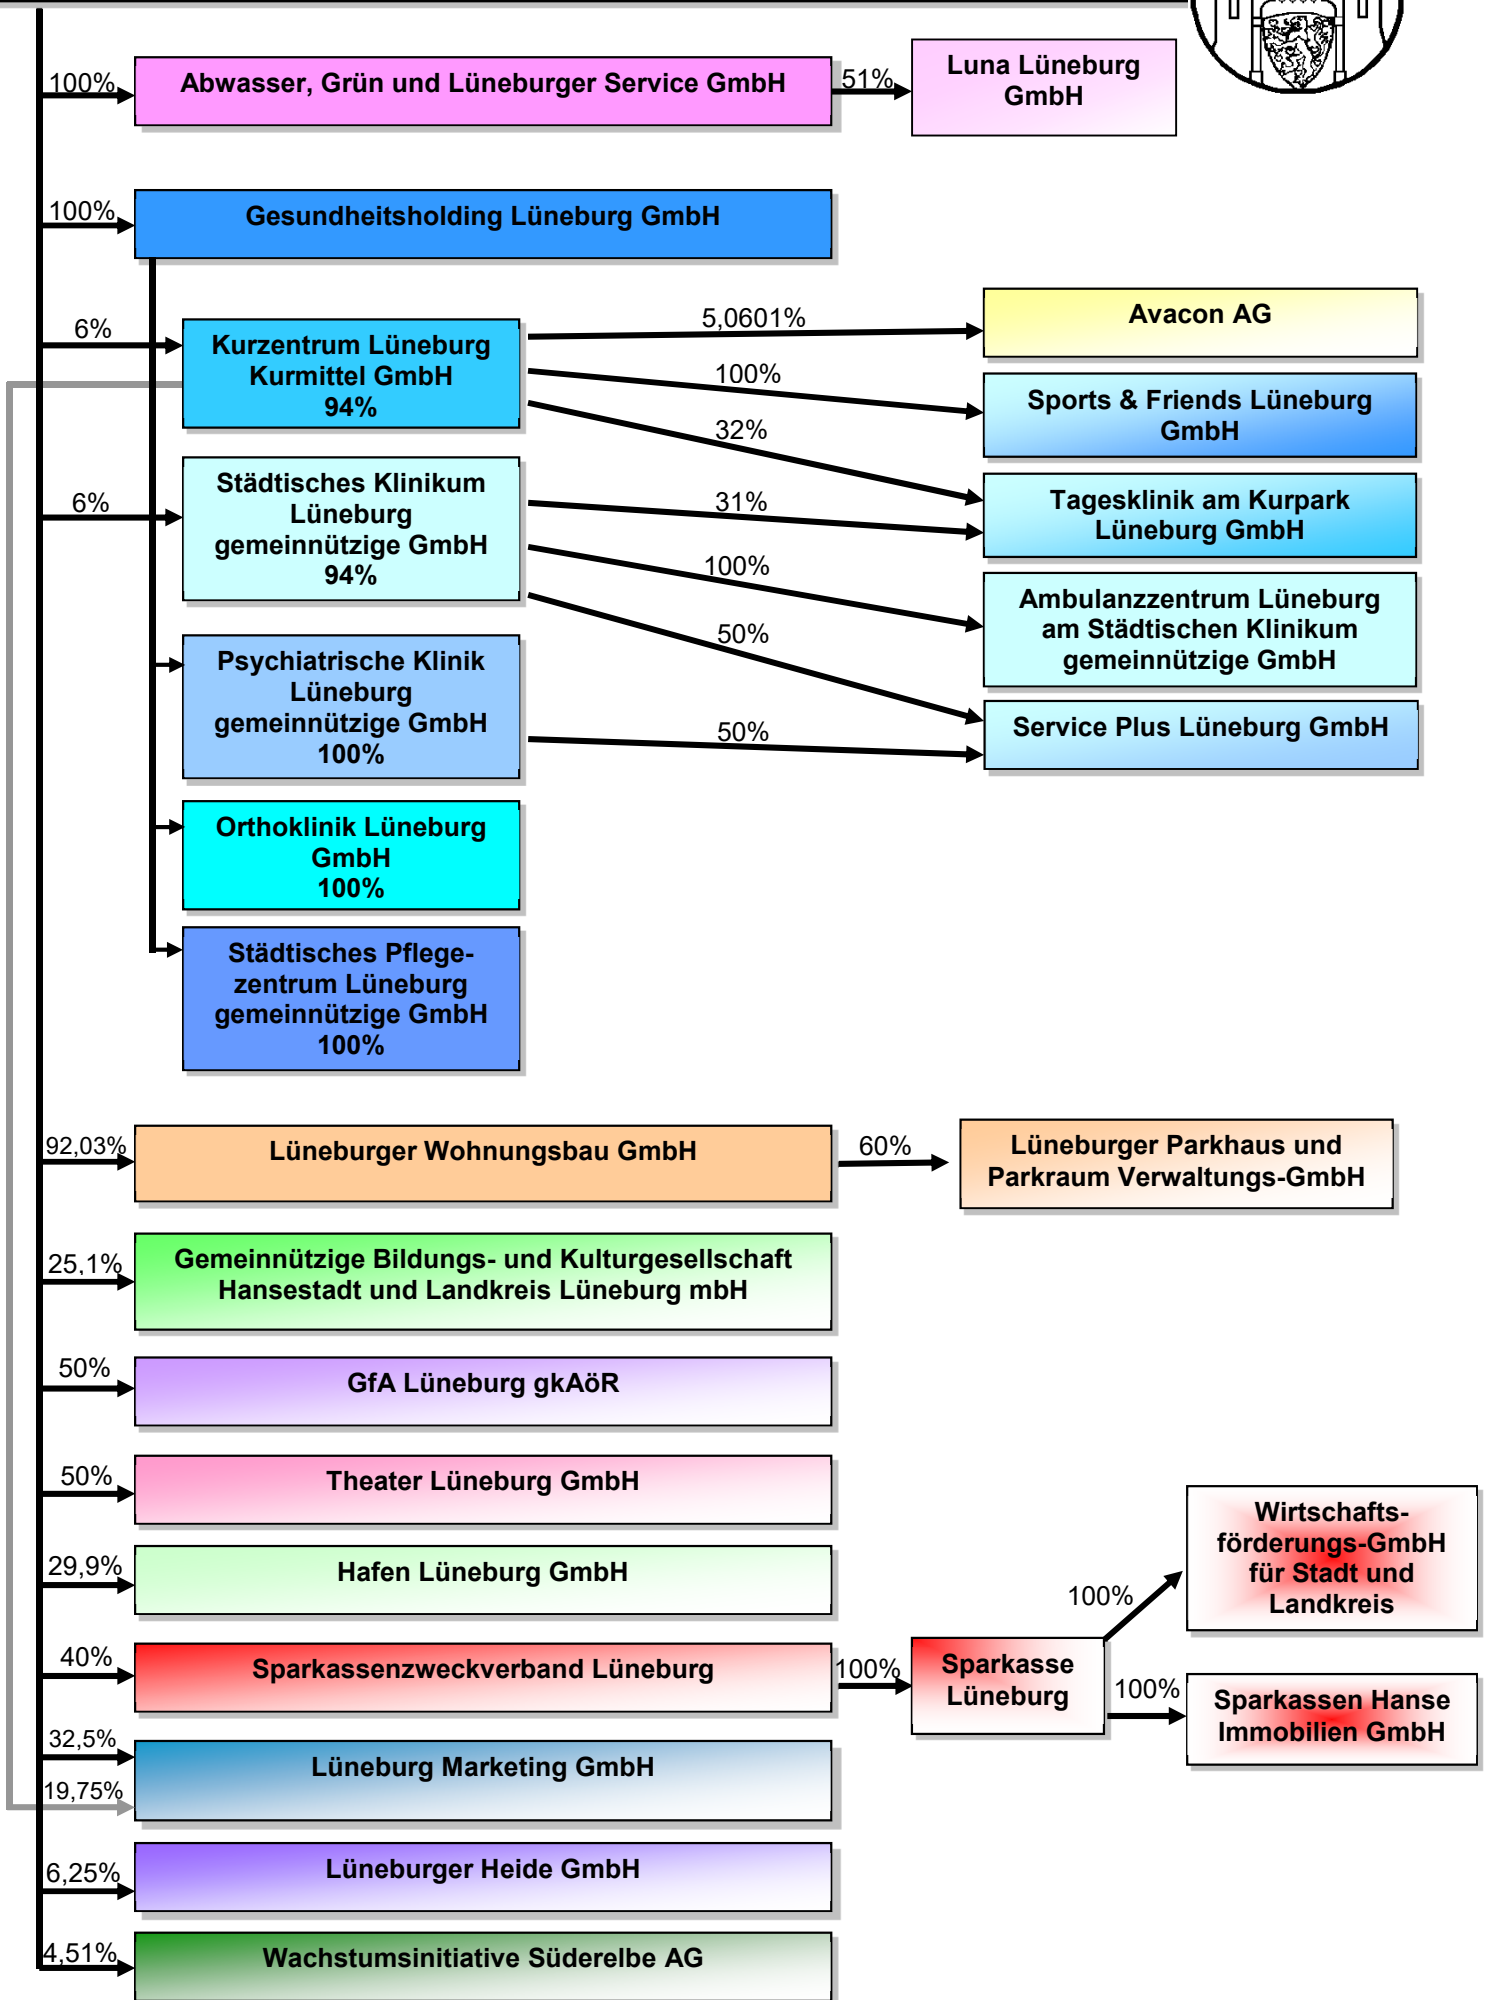 100%
Abwasser, Grün und Lüneburger Service GmbH
51%
Luna Lüneburg
GmbH
100%
Gesundheitsholding Lüneburg GmbH
6%
Kurzentrum Lüneburg
Kurmittel GmbH
94%
5,0601%
Avacon AG
100%
Sports & Friends Lüneburg
GmbH
32%
6%
Städtisches Klinikum
Lüneburg
gemeinnützige GmbH
94%
31%
Tagesklinik am Kurpark
Lüneburg GmbH
100%
Ambulanzzentrum Lüneburg
am Städtischen Klinikum
gemeinnützige GmbH
50%
Psychiatrische Klinik
Lüneburg
gemeinnützige GmbH
100%
50%
Service Plus Lüneburg GmbH
Orthoklinik Lüneburg
GmbH
100%
Städtisches Pflege-
zentrum Lüneburg
gemeinnützige GmbH
100%
92,03%
Lüneburger Wohnungsbau GmbH
60%
Lüneburger Parkhaus und
Parkraum Verwaltungs-GmbH
25,1%
Gemeinnützige Bildungs- und Kulturgesellschaft
Hansestadt und Landkreis Lüneburg mbH
50%
GfA Lüneburg gkAöR
50%
Theater Lüneburg GmbH
29,9%
Hafen Lüneburg GmbH
40%
Sparkassenzweckverband Lüneburg
100%
Sparkasse
Lüneburg
100%
Wirtschafts-
förderungs-GmbH
für Stadt und
Landkreis
100%
Sparkassen Hanse
Immobilien GmbH
32,5%
19,75%
Lüneburg Marketing GmbH
6,25%
Lüneburger Heide GmbH
4,51%
Wachstumsinitiative Süderelbe AG